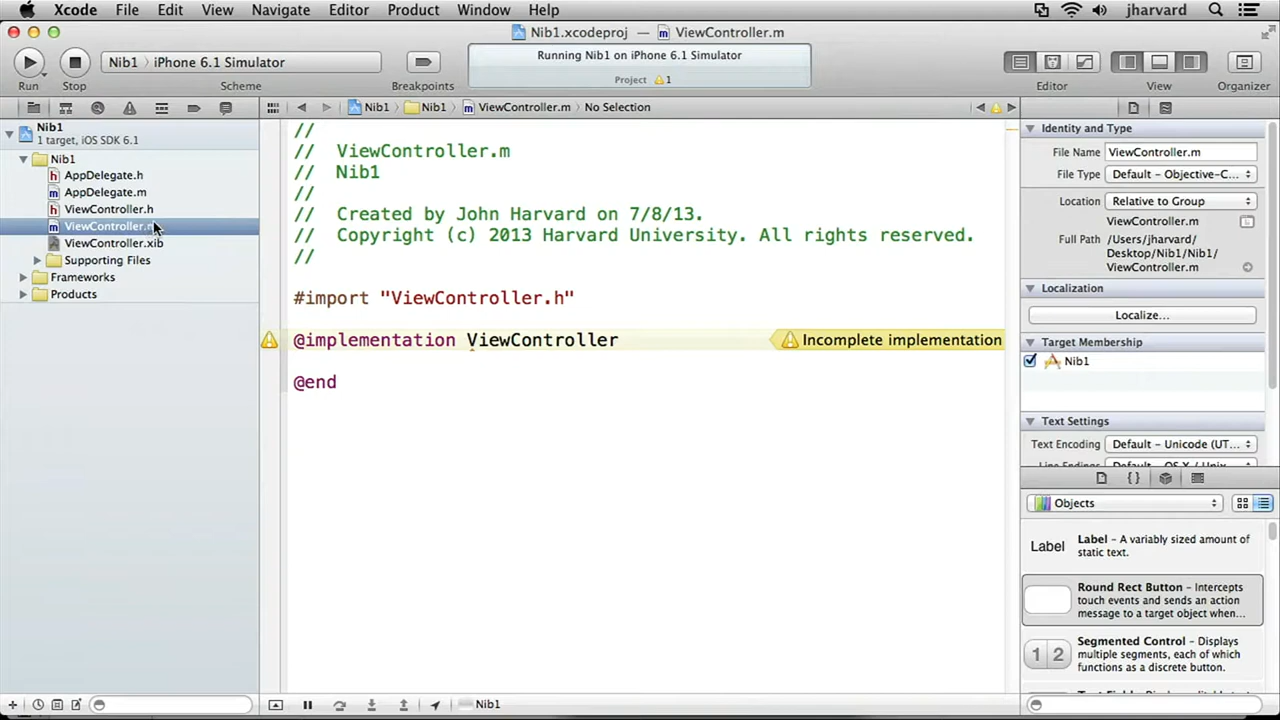 Xcode File Edit View Navigate Editor Product Window Help jharvard
Nib1.xcodeproj — ViewController.m
Nib1 › iPhone 6.1 Simulator
Running Nib1 on iPhone 6.1 Simulator
Project 1
Run Stop Scheme Breakpoints Editor View Organizer
Nib1 Nib1 ViewController.m No Selection
Nib1
1 target, iOS SDK 6.1
Nib1
AppDelegate.h
AppDelegate.m
ViewController.h
ViewController.m
ViewController.xib
Supporting Files
Frameworks
Products
//
// ViewController.m
// Nib1
//
// Created by John Harvard on 7/8/13.
// Copyright (c) 2013 Harvard University. All rights reserved.
//
#import "ViewController.h"
@implementation ViewController
Incomplete implementation
@end
Nib1
Identity and Type
File Name ViewController.m
File Type Default - Objective-C...
Location Relative to Group
ViewController.m
Full Path /Users/jharvard/
Desktop/Nib1/Nib1/
ViewController.m
Localization
Localize...
Target Membership
Nib1
Text Settings
Text Encoding Default - Unicode (UT...
Line Endings Default - OS X / Unix
Objects
Label
Label – A variably sized amount of
static text.
Round Rect Button – Intercepts
touch events and sends an action
message to a target object when...
1 2
Segmented Control – Displays
multiple segments, each of which
functions as a discrete button.